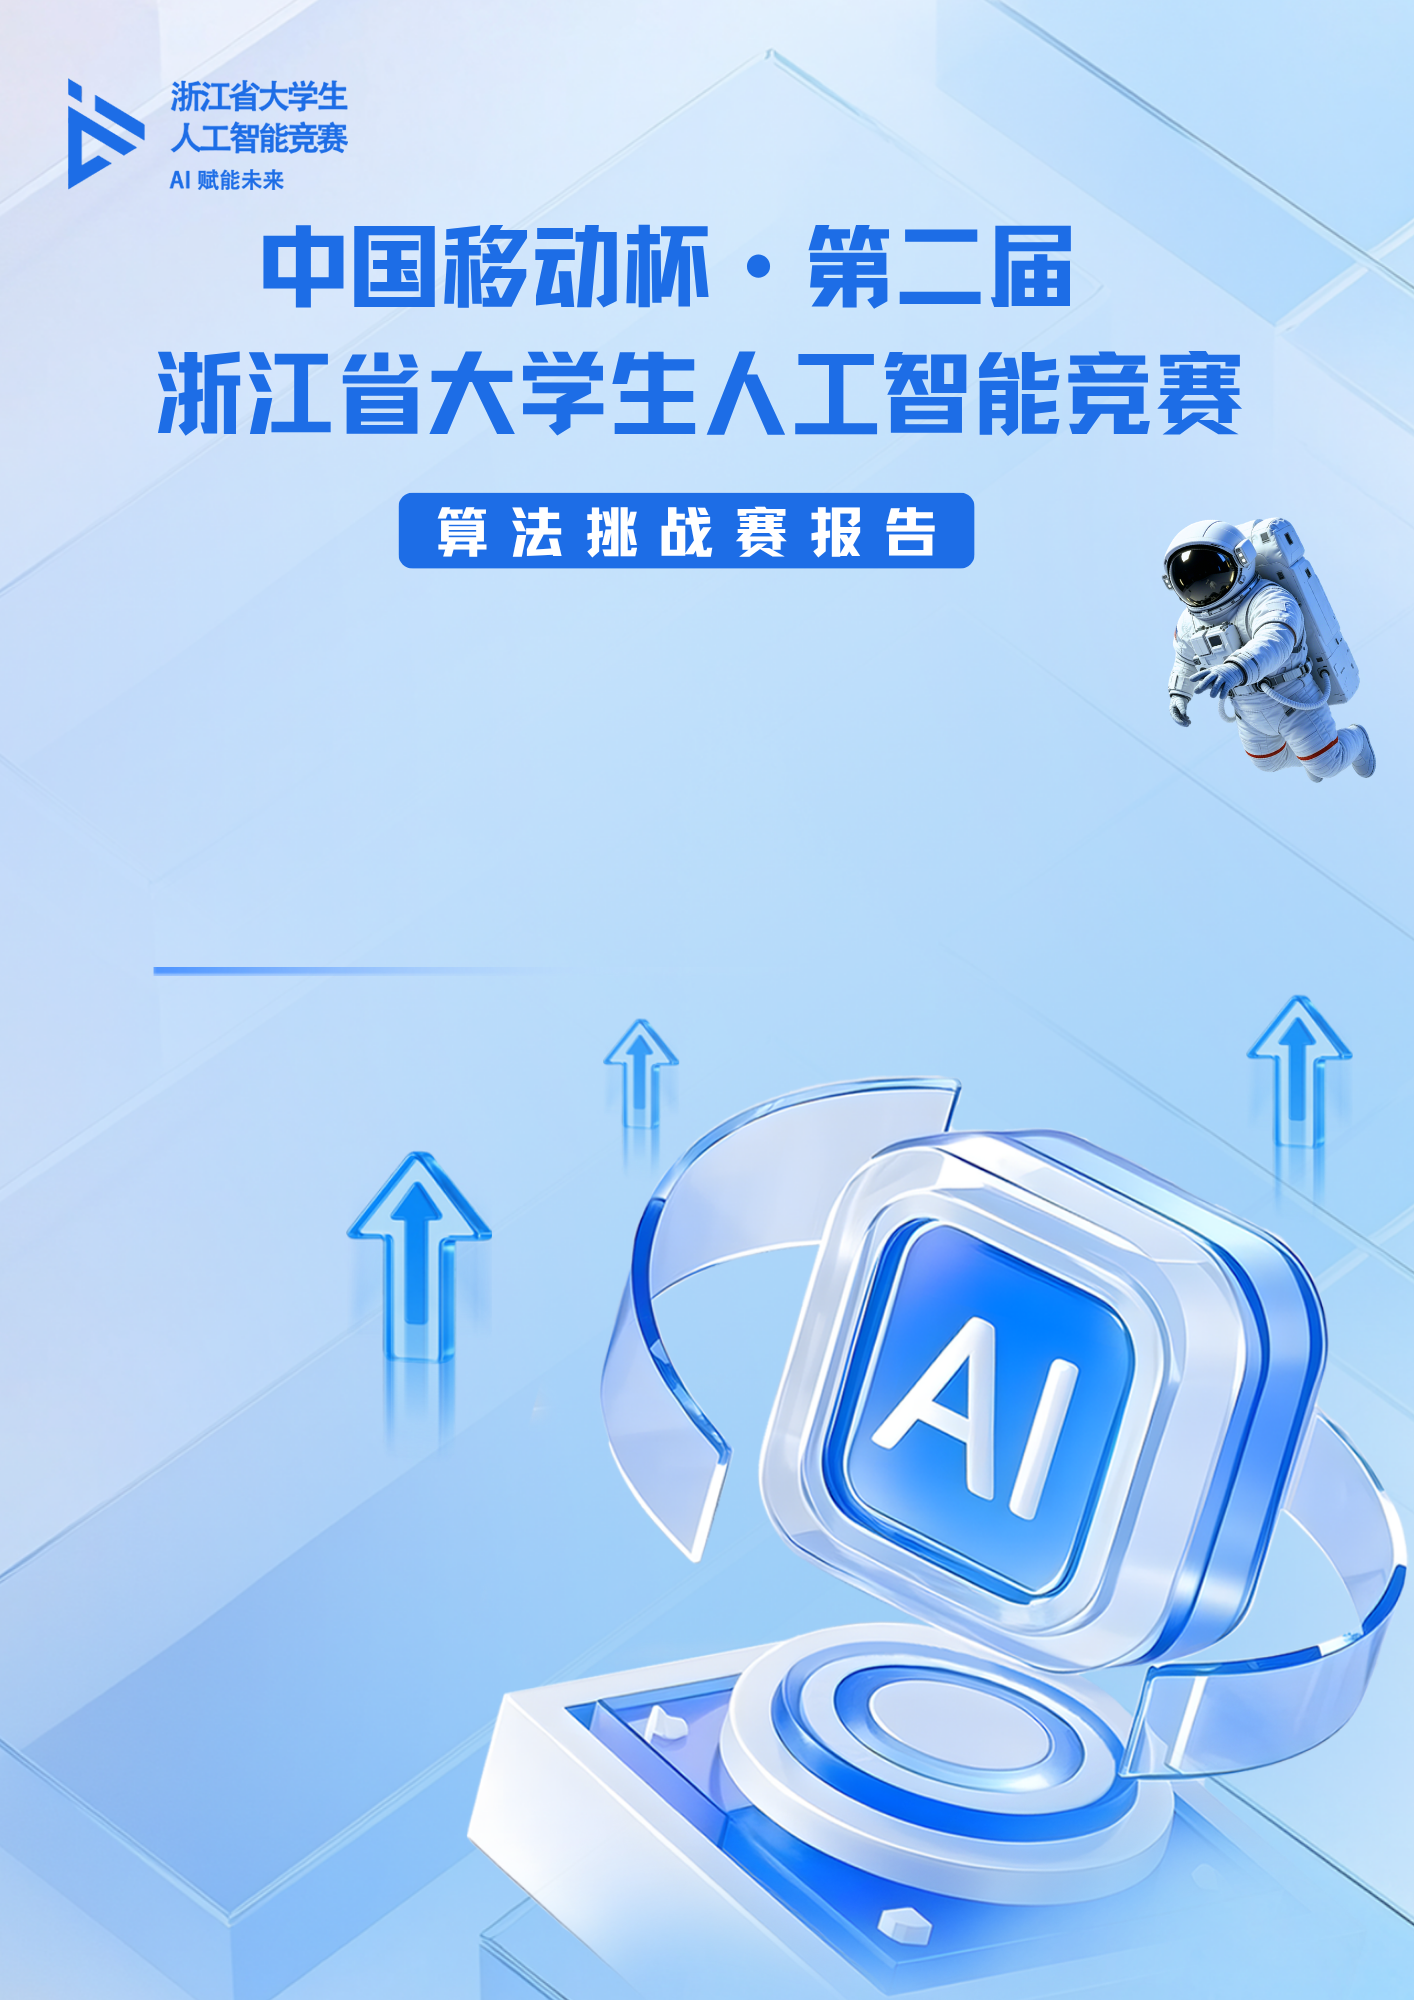 浙江省大学生
人工智能竞赛
AI 赋能未来
中国移动杯·第二届
浙江省大学生人工智能竞赛
算法挑战赛报告
AI